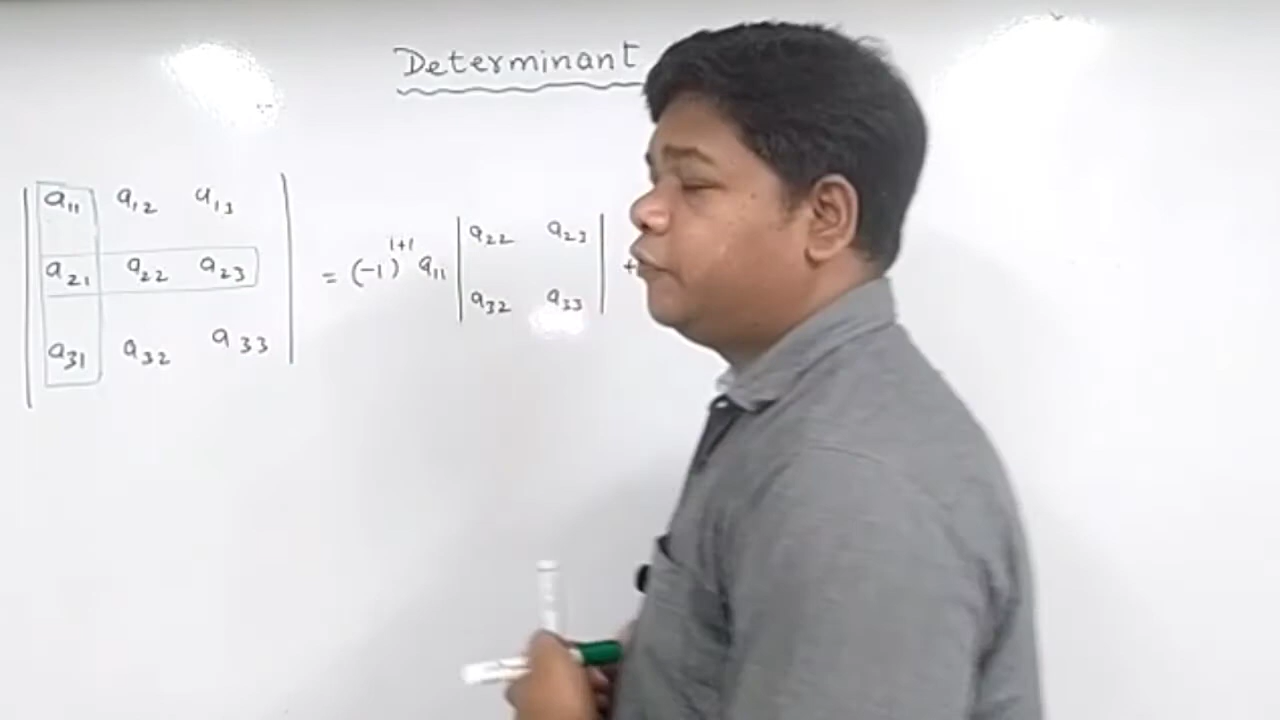 Determinant
| a₁₁ a₁₂ a₁₃ |
| a₂₁ a₂₂ a₂₃ | = (-1)¹⁺¹ a₁₁ | a₂₂ a₂₃ | +
| a₃₁ a₃₂ a₃₃ | | a₃₂ a₃₃ |